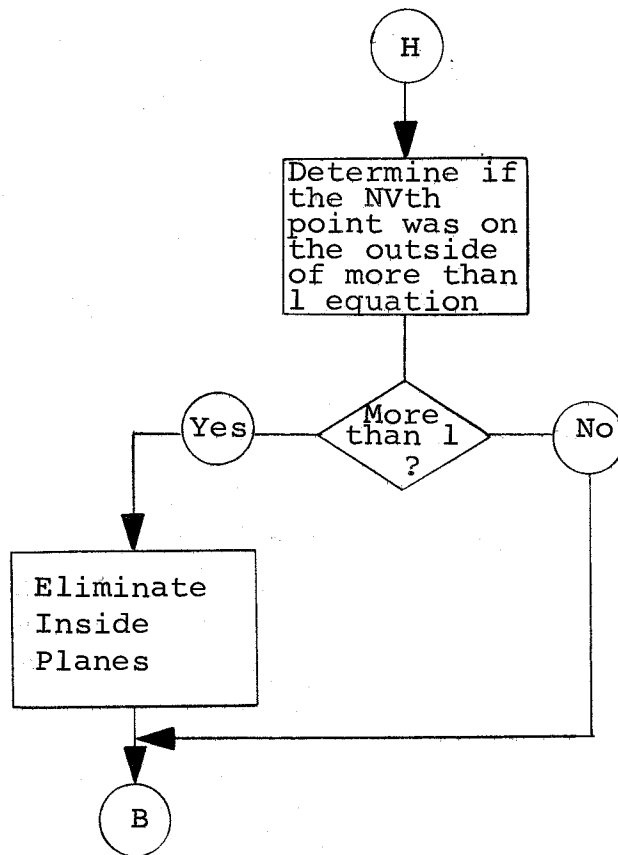 H
Determine if
the NVth
point was on
the outside
of more than
1 equation
Yes
More
than 1
?
No
Eliminate
Inside
Planes
B